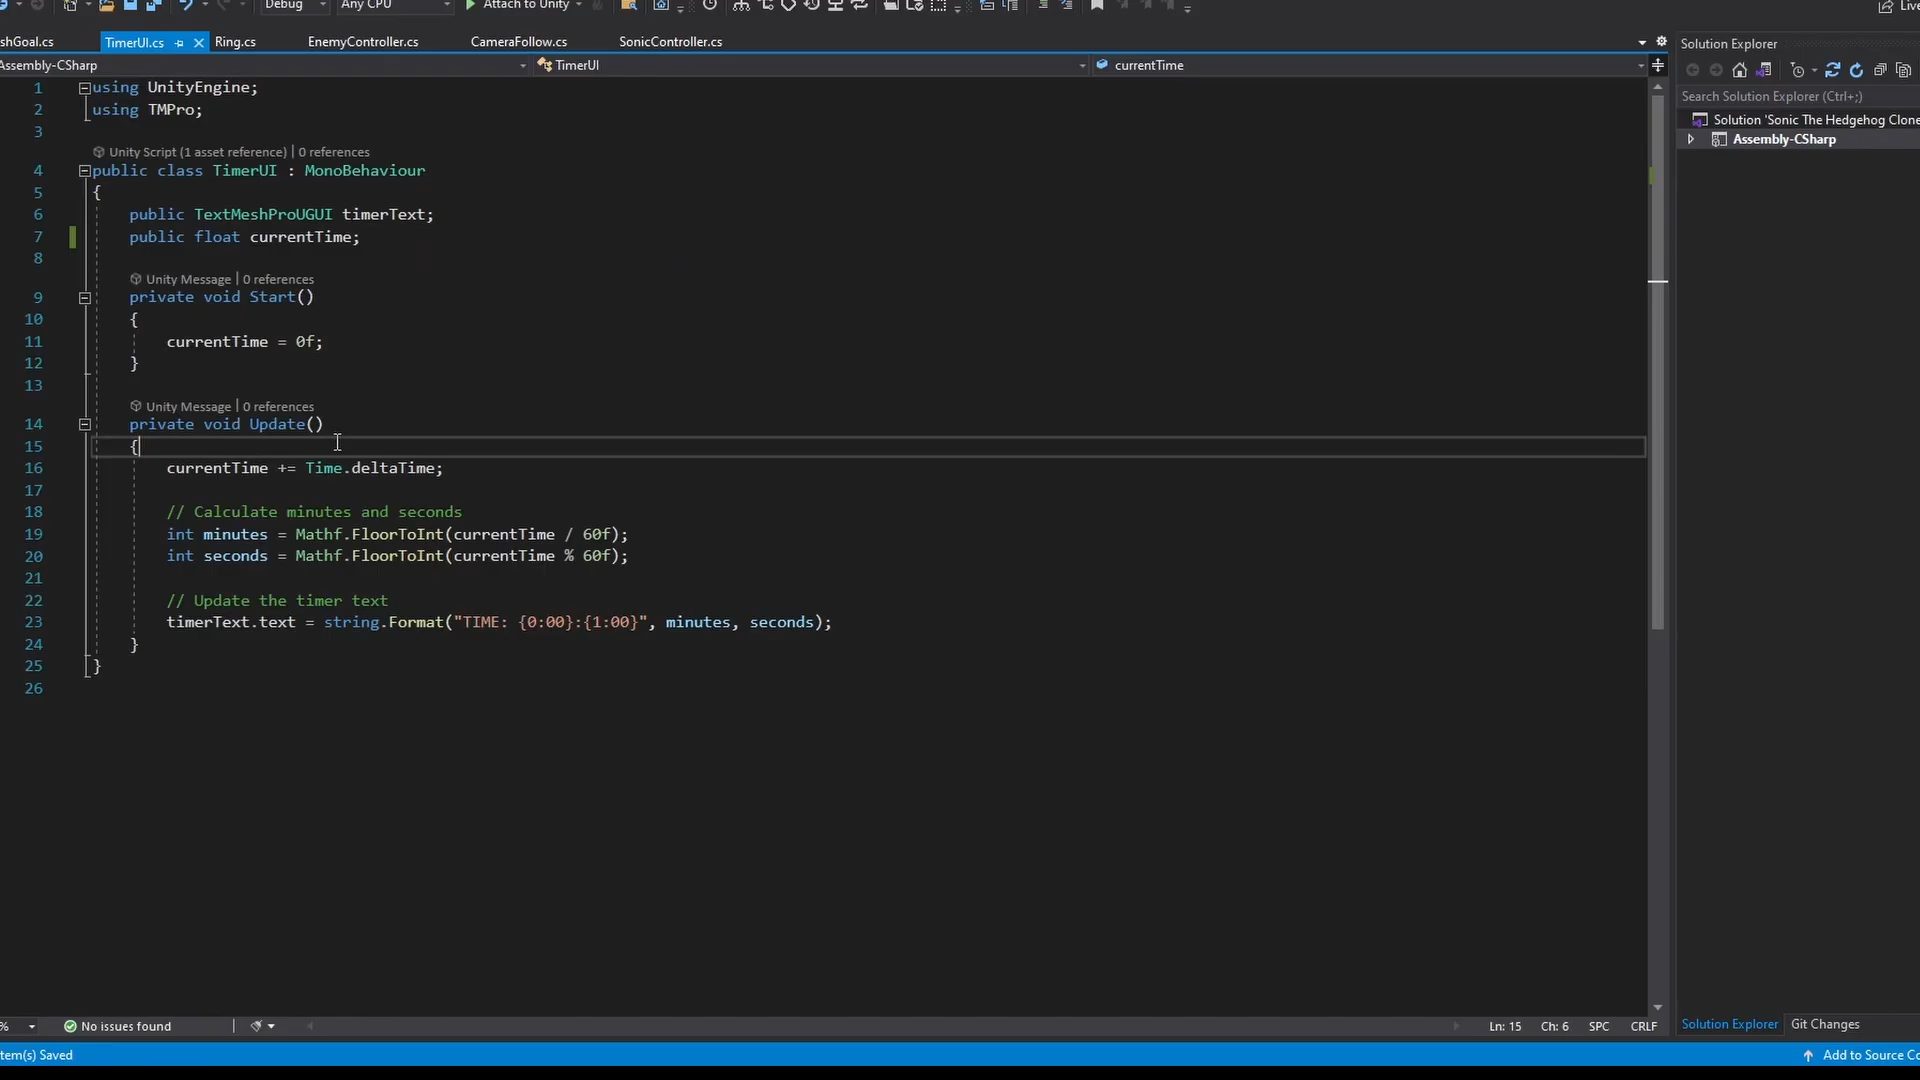 Debug Any CPU Attach to Unity Live
shGoal.cs TimerUI.cs Ring.cs EnemyController.cs CameraFollow.cs SonicController.cs
Assembly-CSharp TimerUI currentTime
1 using UnityEngine;
2 using TMPro;
3
Unity Script (1 asset reference) | 0 references
4 public class TimerUI : MonoBehaviour
5 {
6 public TextMeshProUGUI timerText;
7 public float currentTime;
8
Unity Message | 0 references
9 private void Start()
10 {
11 currentTime = 0f;
12 }
13
Unity Message | 0 references
14 private void Update()
15 {
16 currentTime += Time.deltaTime;
17
18 // Calculate minutes and seconds
19 int minutes = Mathf.FloorToInt(currentTime / 60f);
20 int seconds = Mathf.FloorToInt(currentTime % 60f);
21
22 // Update the timer text
23 timerText.text = string.Format("TIME: {0:00}:{1:00}", minutes, seconds);
24 }
25 }
26
Solution Explorer
Search Solution Explorer (Ctrl+;)
Solution 'Sonic The Hedgehog Clone
Assembly-CSharp
% No issues found Ln: 15 Ch: 6 SPC CRLF
Solution Explorer Git Changes
tem(s) Saved Add to Source Co